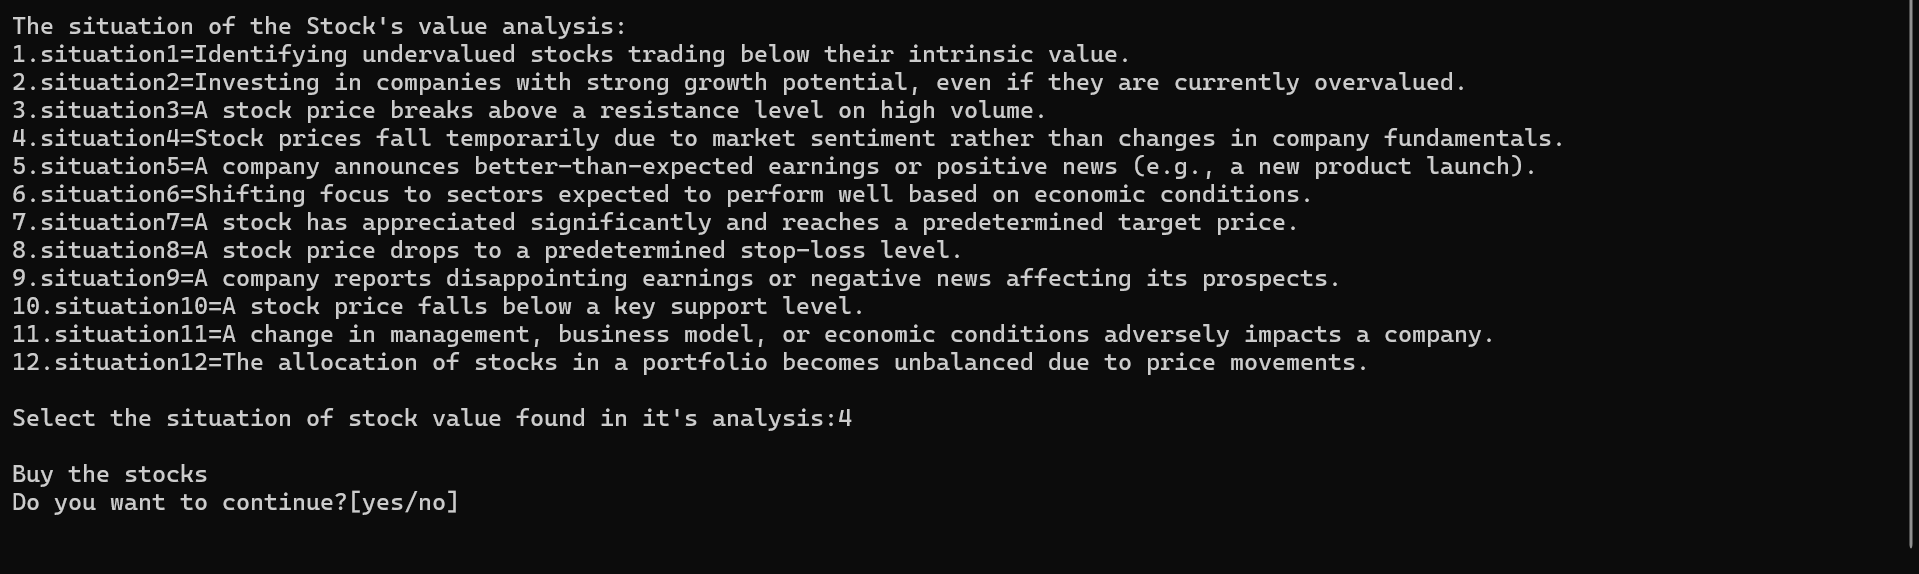 The situation of the Stock's value analysis:
1.situation1=Identifying undervalued stocks trading below their intrinsic value.
2.situation2=Investing in companies with strong growth potential, even if they are currently overvalued.
3.situation3=A stock price breaks above a resistance level on high volume.
4.situation4=Stock prices fall temporarily due to market sentiment rather than changes in company fundamentals.
5.situation5=A company announces better-than-expected earnings or positive news (e.g., a new product launch).
6.situation6=Shifting focus to sectors expected to perform well based on economic conditions.
7.situation7=A stock has appreciated significantly and reaches a predetermined target price.
8.situation8=A stock price drops to a predetermined stop-loss level.
9.situation9=A company reports disappointing earnings or negative news affecting its prospects.
10.situation10=A stock price falls below a key support level.
11.situation11=A change in management, business model, or economic conditions adversely impacts a company.
12.situation12=The allocation of stocks in a portfolio becomes unbalanced due to price movements.
Select the situation of stock value found in it's analysis:4
Buy the stocks
Do you want to continue?[yes/no]